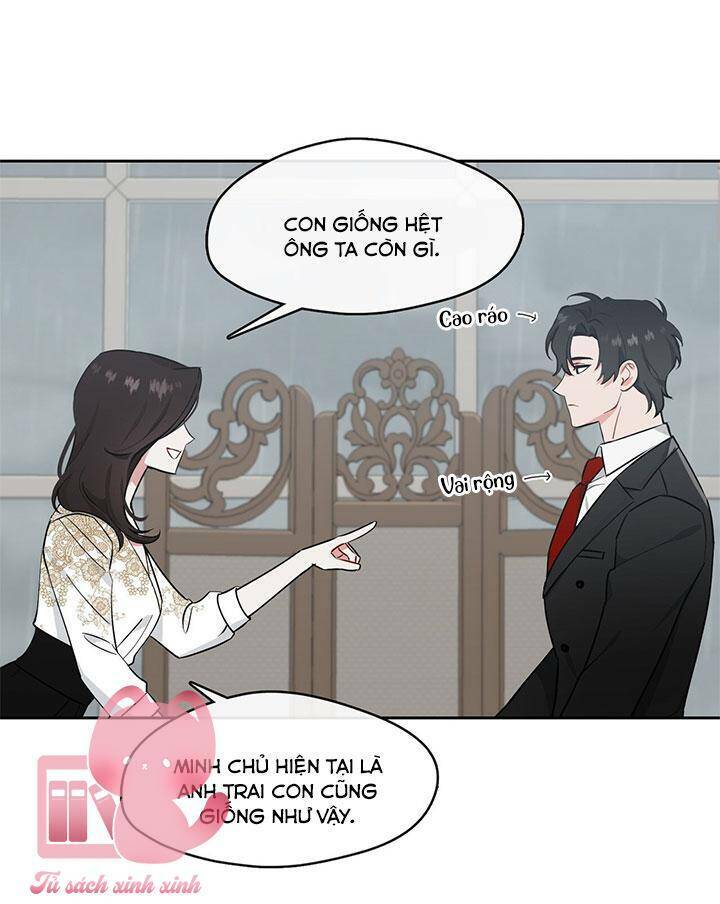 CON GIỐNG HỆT
ÔNG TA CÒN GÌ.
Cao ráo →
Vai rộng →
MINH CHỦ HIỆN TẠI LÀ
ANH TRAI CON CŨNG
GIỐNG NHƯ VẬY.
Tủ sách xinh xinh